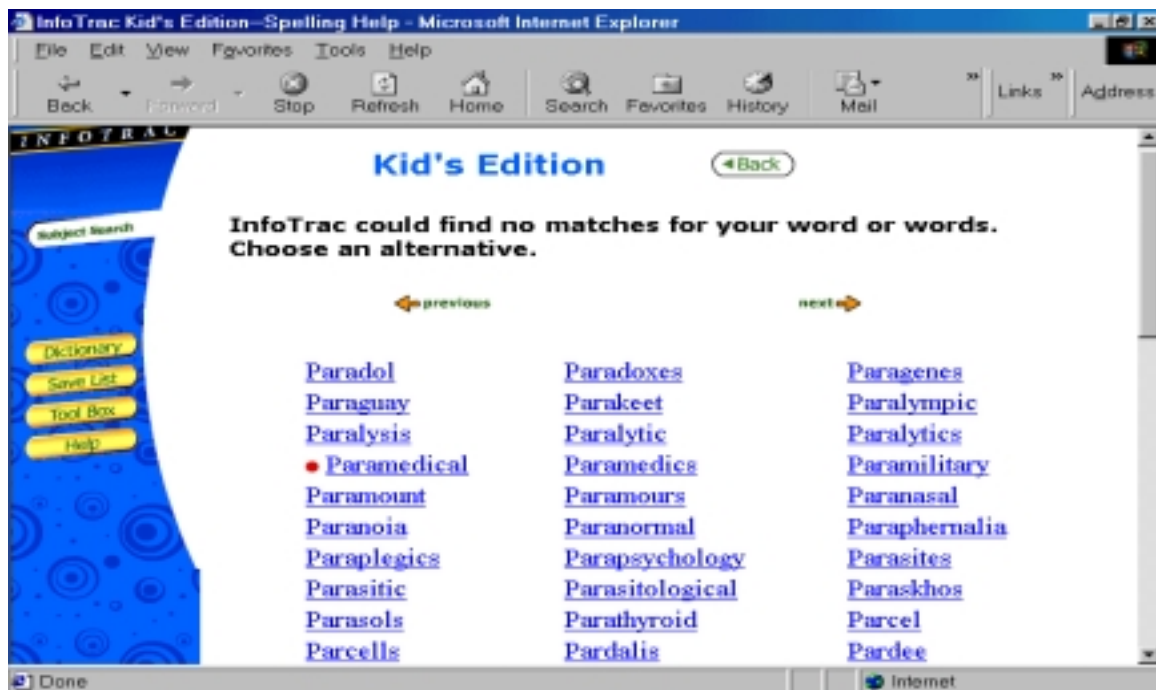 InfoTrac Kid's Edition--Spelling Help - Microsoft Internet Explorer
File Edit View Favorites Tools Help
Back Forward Stop Refresh Home Search Favorites History Mail » Links » Address
INFOTRAC
Kid's Edition Back
Subject Search
InfoTrac could find no matches for your word or words.
Choose an alternative.
previous next
Dictionary
Save List
Tool Box
Help
Paradol Paradoxes Paragenes
Paraguay Parakeet Paralympic
Paralysis Paralytic Paralytics
Paramedical Paramedics Paramilitary
Paramount Paramours Paranasal
Paranoia Paranormal Paraphernalia
Paraplegics Parapsychology Parasites
Parasitic Parasitological Paraskhos
Parasols Parathyroid Parcel
Parcells Pardalis Pardee
Done Internet